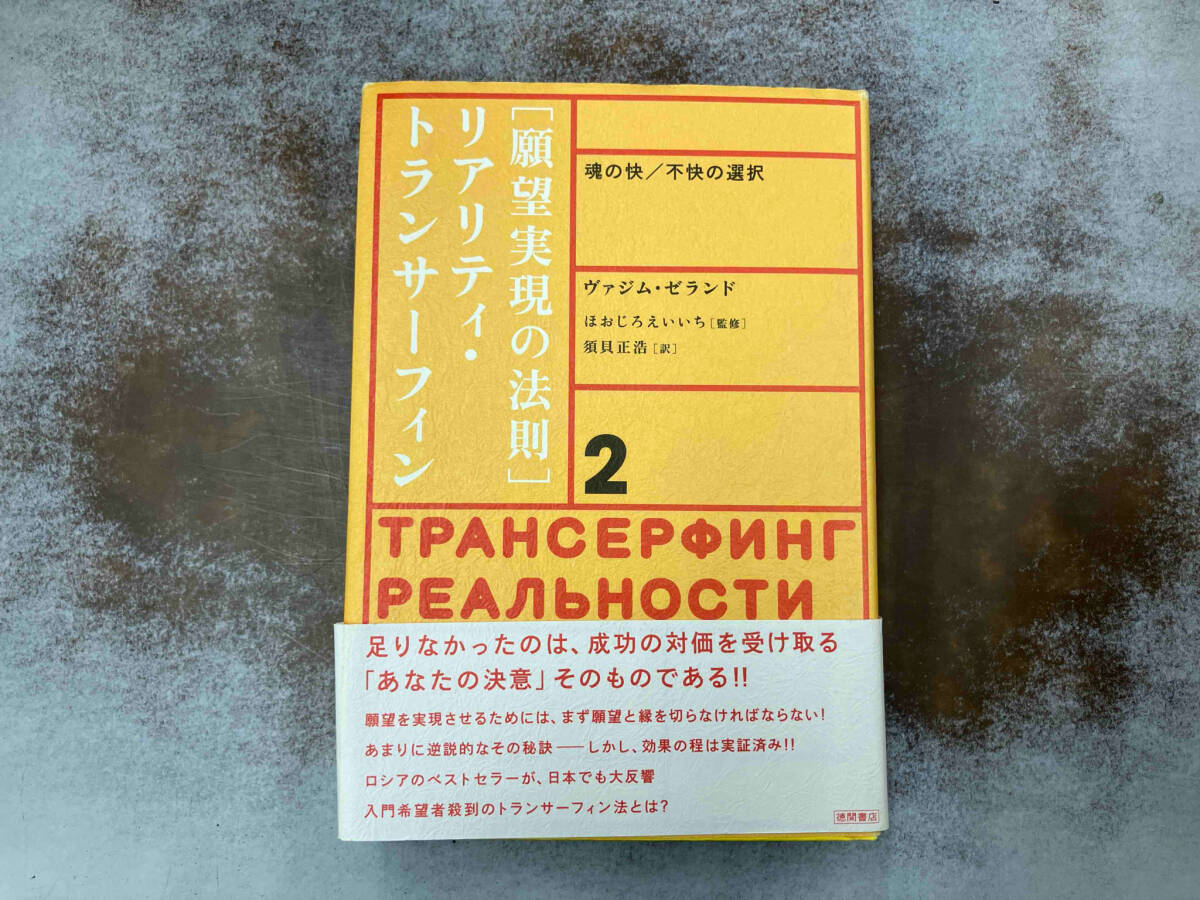 ［願望実現の法則］
リアリティ・
トランサーフィン
魂の快／不快の選択
ヴァジム・ゼランド
ほおじろえいいち［監修］
須貝正浩［訳］
2
ТРАНСЕРФИНГ
РЕАЛЬНОСТИ
足りなかったのは、成功の対価を受け取る
「あなたの決意」そのものである!!
願望を実現させるためには、まず願望と縁を切らなければならない!
あまりに逆説的なその秘訣――しかし、効果の程は実証済み!!
ロシアのベストセラーが、日本でも大反響
入門希望者殺到のトランサーフィン法とは?
徳間書店